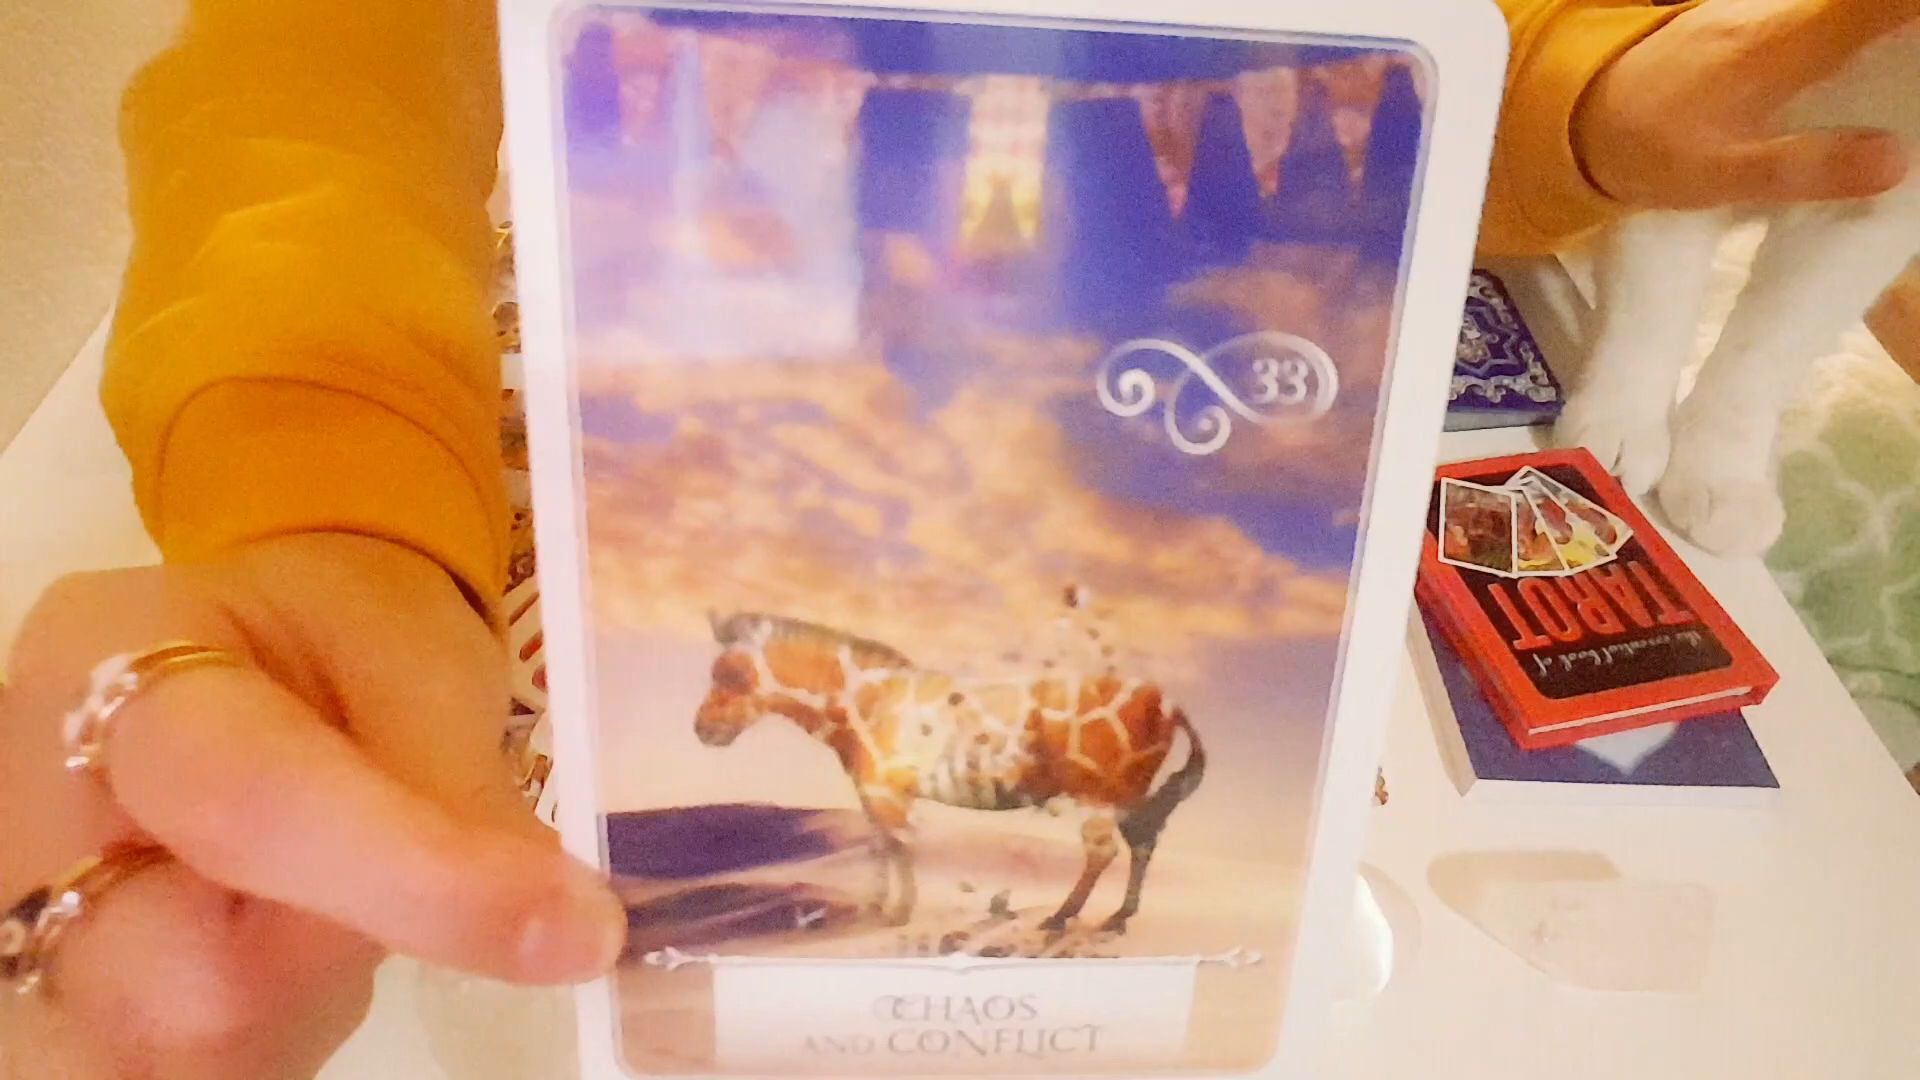 33
CHAOS
AND CONFLICT
the essential book of
TAROT